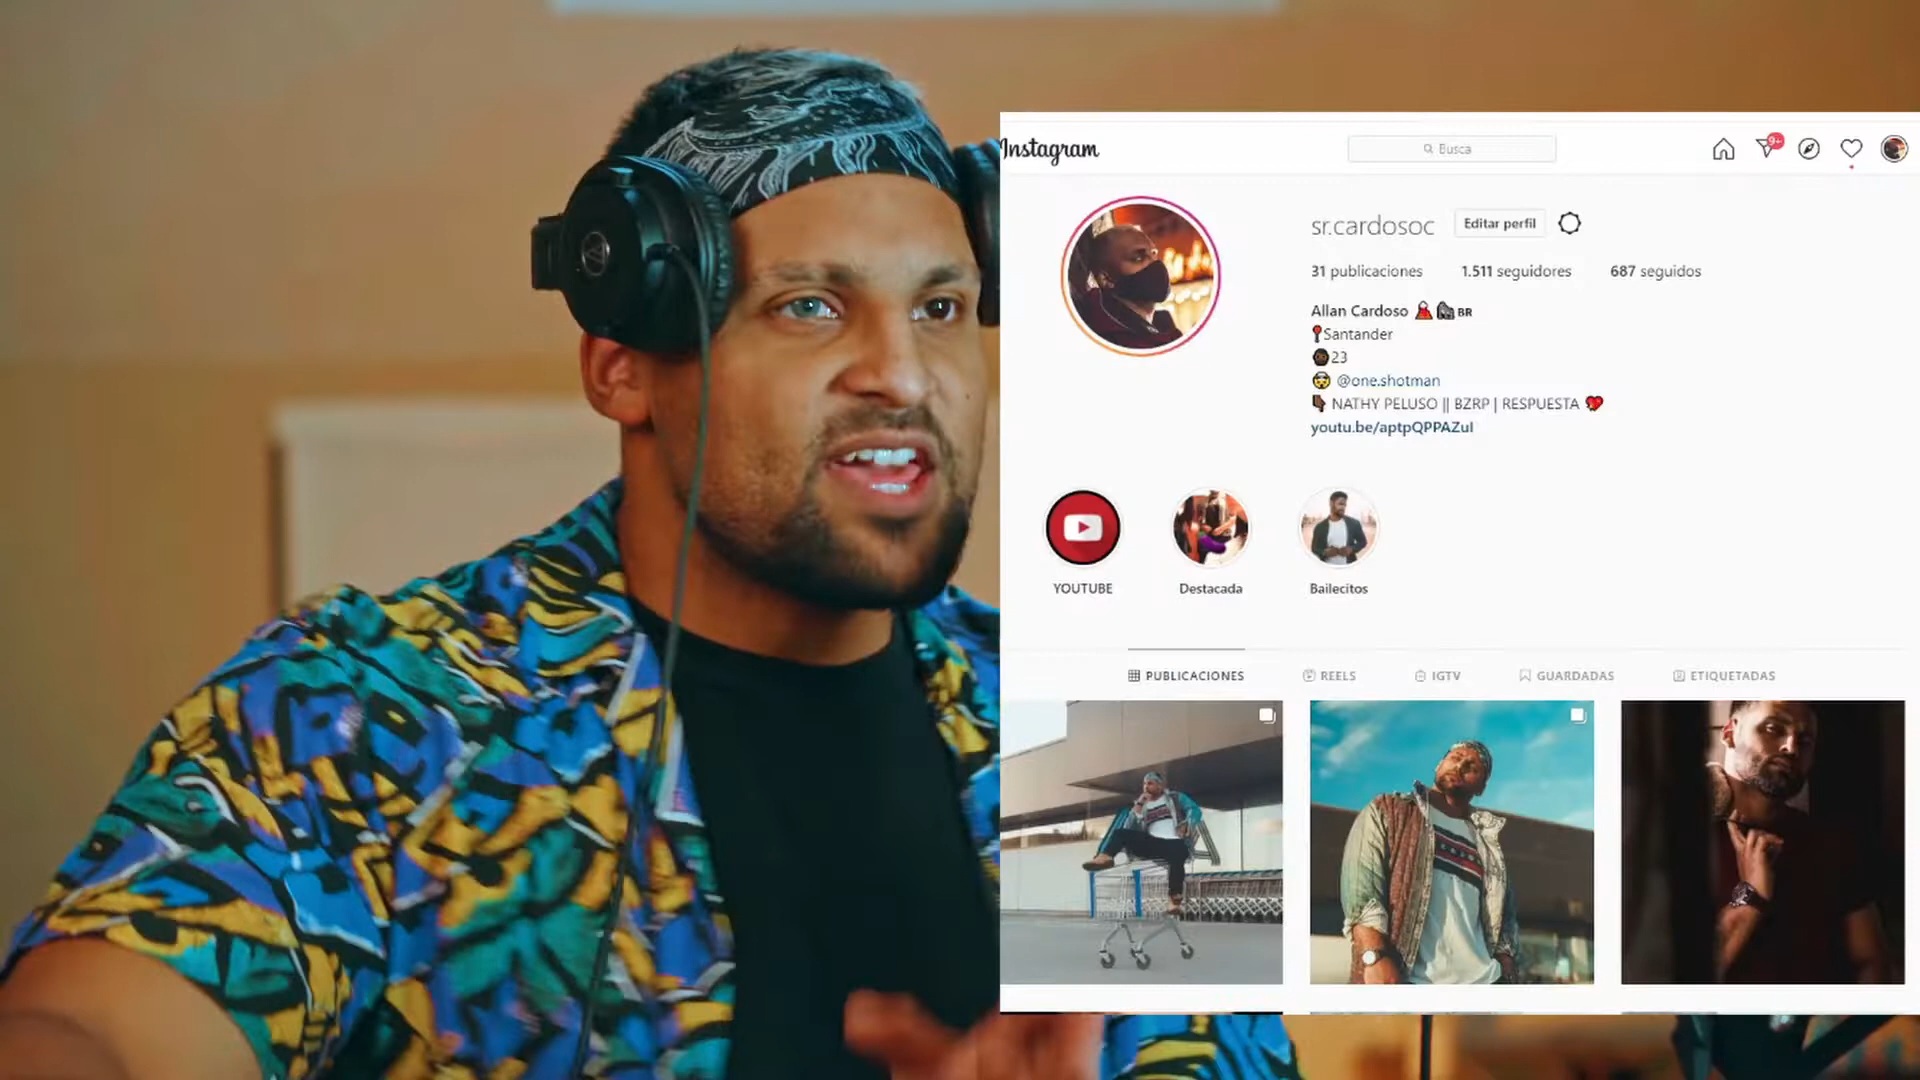 Instagram
Busca
9+
sr.cardosoc
Editar perfil
31 publicaciones 1.511 seguidores 687 seguidos
Allan Cardoso BR
Santander
23
@one.shotman
NATHY PELUSO || BZRP | RESPUESTA
youtu.be/aptpQPPAZuI
YOUTUBE Destacada Bailecitos
PUBLICACIONES REELS IGTV GUARDADAS ETIQUETADAS